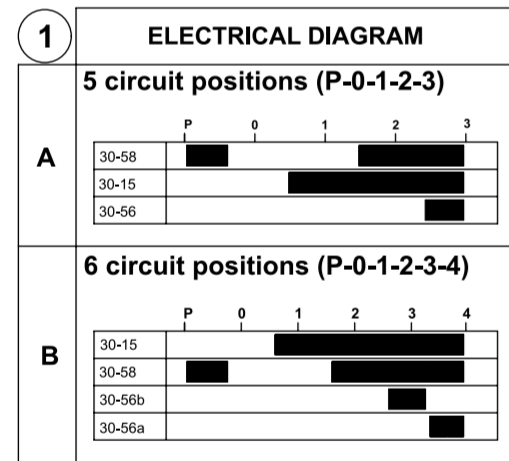 1 ELECTRICAL DIAGRAM
A
5 circuit positions (P-0-1-2-3)
P 0 1 2 3
30-58
30-15
30-56
B
6 circuit positions (P-0-1-2-3-4)
P 0 1 2 3 4
30-15
30-58
30-56b
30-56a